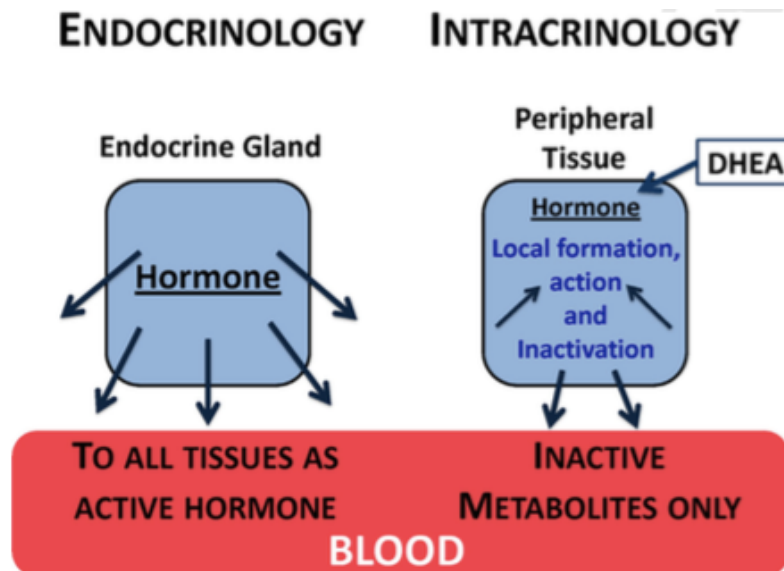 ENDOCRINOLOGY
INTRACRINOLOGY
Endocrine Gland
Peripheral
Tissue
DHEA
Hormone
Hormone
Local formation,
action
and
Inactivation
TO ALL TISSUES AS
ACTIVE HORMONE
INACTIVE
METABOLITES ONLY
BLOOD